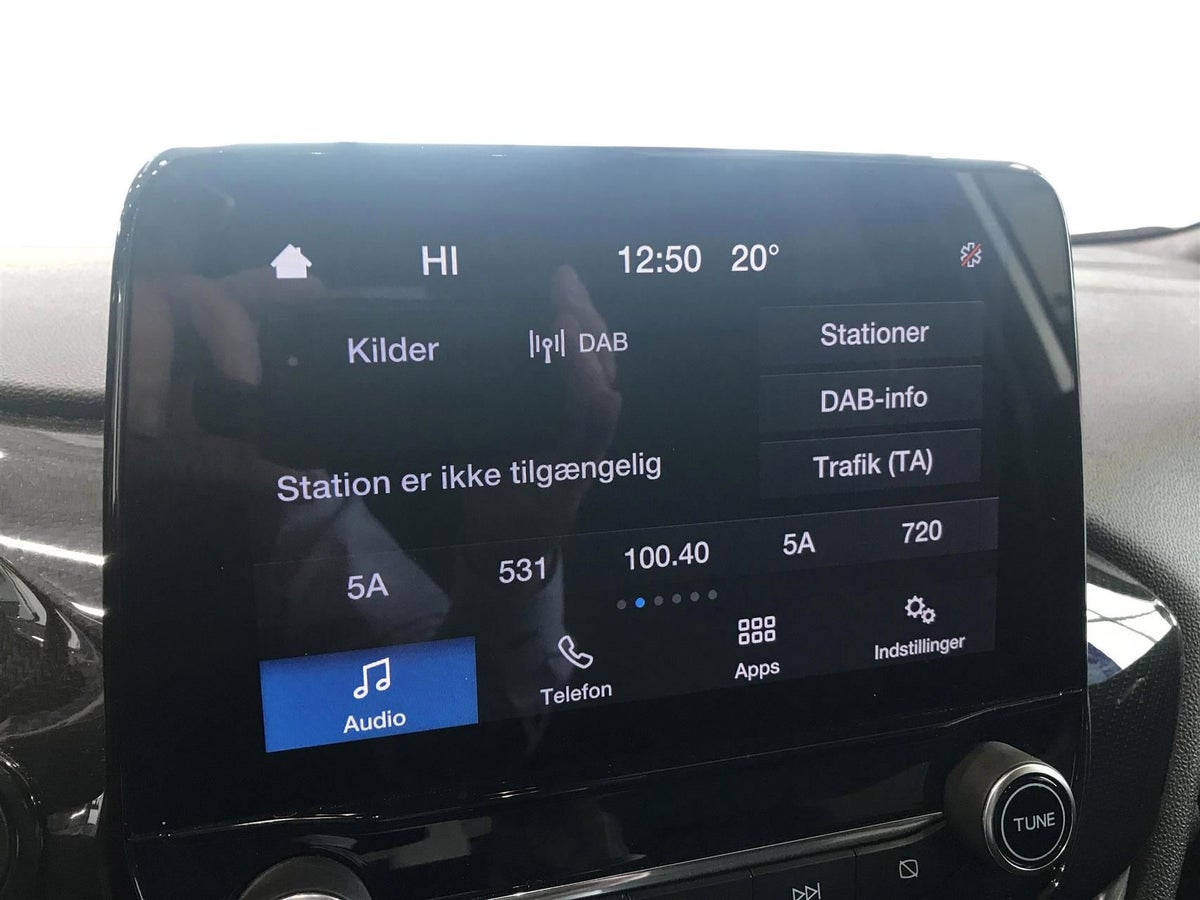 HI 12:50 20°
Kilder DAB Stationer
DAB-info
Station er ikke tilgængelig Trafik (TA)
5A 531 100.40 5A 720
Audio Telefon Apps Indstillinger
TUNE